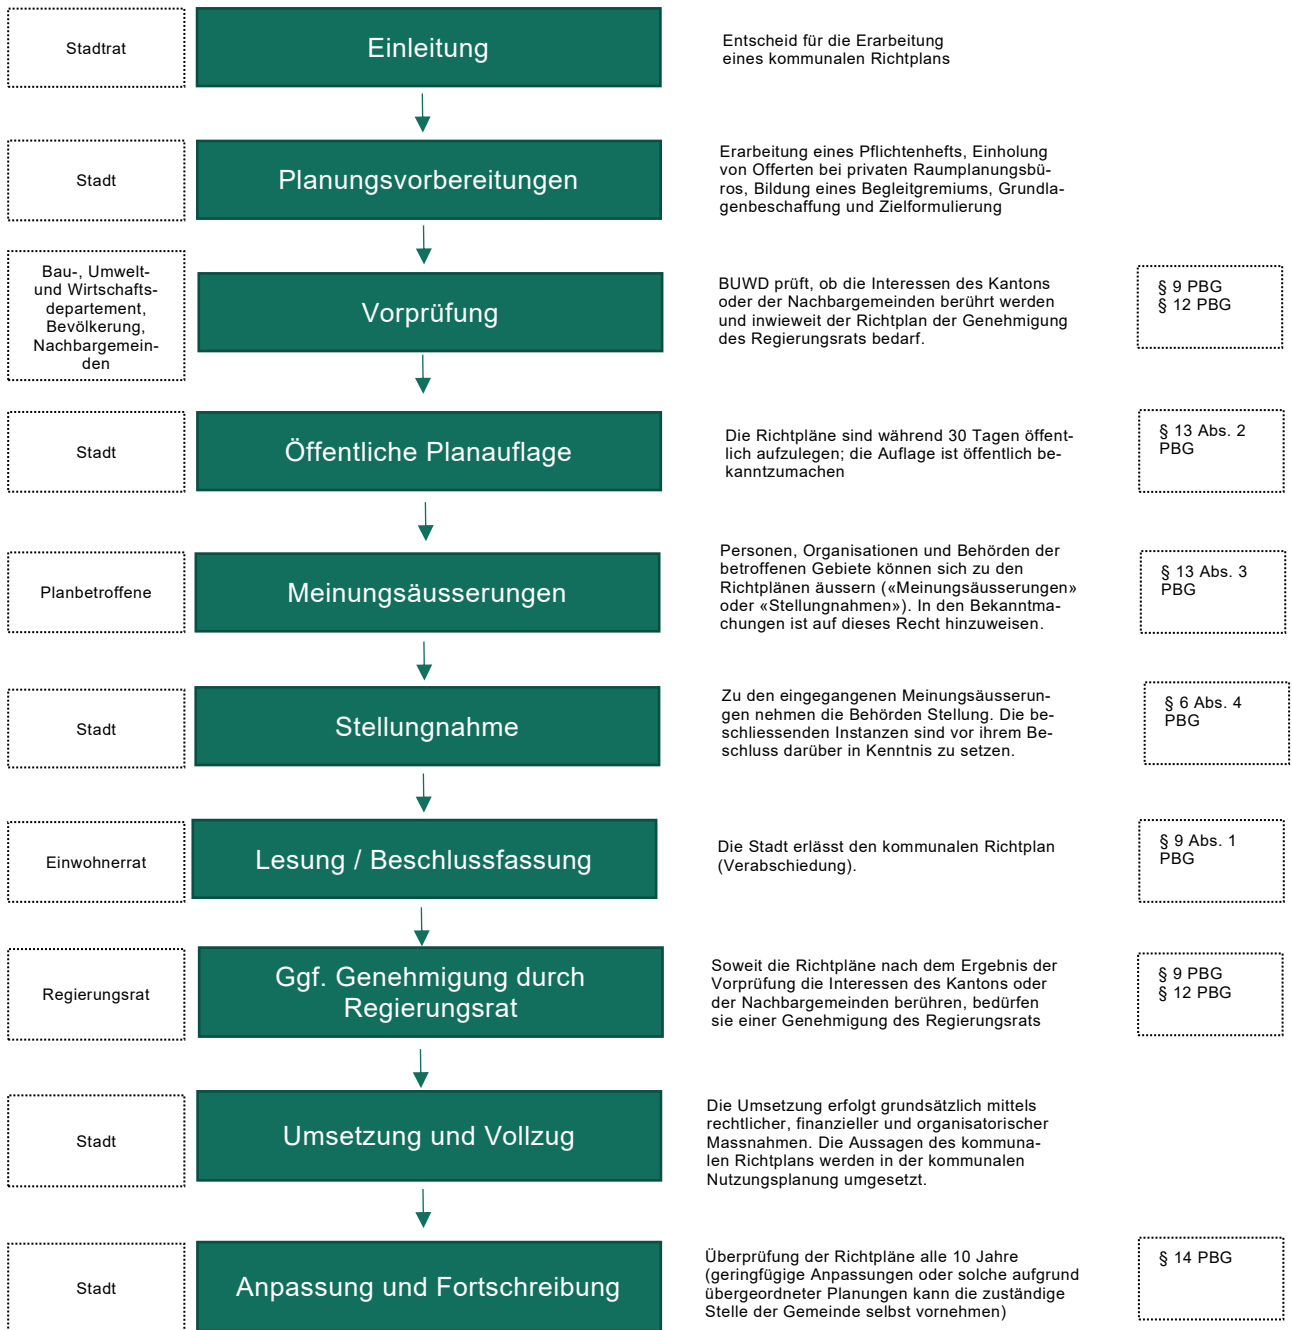 Stadtrat
Einleitung
Entscheid für die Erarbeitung
eines kommunalen Richtplans
Stadt
Planungsvorbereitungen
Erarbeitung eines Pflichtenhefts, Einholung
von Offerten bei privaten Raumplanungsbü-
ros, Bildung eines Begleitgremiums, Grundla-
genbeschaffung und Zielformulierung
Bau-, Umwelt-
und Wirtschafts-
departement,
Bevölkerung,
Nachbargemein-
den
Vorprüfung
BUWD prüft, ob die Interessen des Kantons
oder der Nachbargemeinden berührt werden
und inwieweit der Richtplan der Genehmigung
des Regierungsrats bedarf.
§ 9 PBG
§ 12 PBG
Stadt
Öffentliche Planauflage
Die Richtpläne sind während 30 Tagen öffent-
lich aufzulegen; die Auflage ist öffentlich be-
kanntzumachen
§ 13 Abs. 2
PBG
Planbetroffene
Meinungsäusserungen
Personen, Organisationen und Behörden der
betroffenen Gebiete können sich zu den
Richtplänen äussern («Meinungsäusserungen»
oder «Stellungnahmen»). In den Bekanntma-
chungen ist auf dieses Recht hinzuweisen.
§ 13 Abs. 3
PBG
Stadt
Stellungnahme
Zu den eingegangenen Meinungsäusserun-
gen nehmen die Behörden Stellung. Die be-
schliessenden Instanzen sind vor ihrem Be-
schluss darüber in Kenntnis zu setzen.
§ 6 Abs. 4
PBG
Einwohnerrat
Lesung / Beschlussfassung
Die Stadt erlässt den kommunalen Richtplan
(Verabschiedung).
§ 9 Abs. 1
PBG
Regierungsrat
Ggf. Genehmigung durch
Regierungsrat
Soweit die Richtpläne nach dem Ergebnis der
Vorprüfung die Interessen des Kantons oder
der Nachbargemeinden berühren, bedürfen
sie einer Genehmigung des Regierungsrats
§ 9 PBG
§ 12 PBG
Stadt
Umsetzung und Vollzug
Die Umsetzung erfolgt grundsätzlich mittels
rechtlicher, finanzieller und organisatorischer
Massnahmen. Die Aussagen des kommuna-
len Richtplans werden in der kommunalen
Nutzungsplanung umgesetzt.
Stadt
Anpassung und Fortschreibung
Überprüfung der Richtpläne alle 10 Jahre
(geringfügige Anpassungen oder solche aufgrund
übergeordneter Planungen kann die zuständige
Stelle der Gemeinde selbst vornehmen)
§ 14 PBG